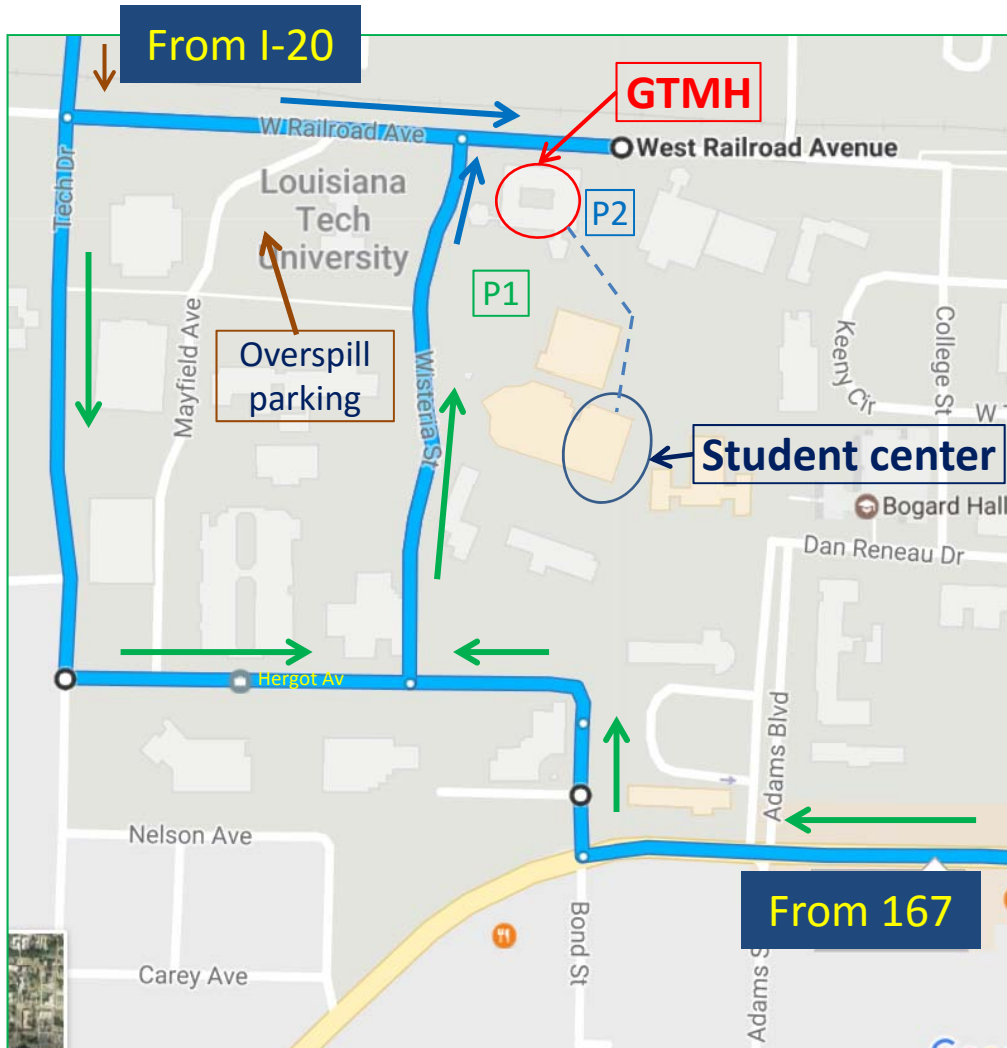 From I-20
GTMH
W Railroad Ave
West Railroad Avenue
Tech Dr
Louisiana
Tech
University
P2
P1
Overspill
parking
Mayfield Ave
Wisteria St
Keeny Cir
College St
W T
Student center
Bogard Hall
Dan Reneau Dr
Hergot Av
Adams Blvd
Nelson Ave
From 167
Bond St
Adams S
Carey Ave